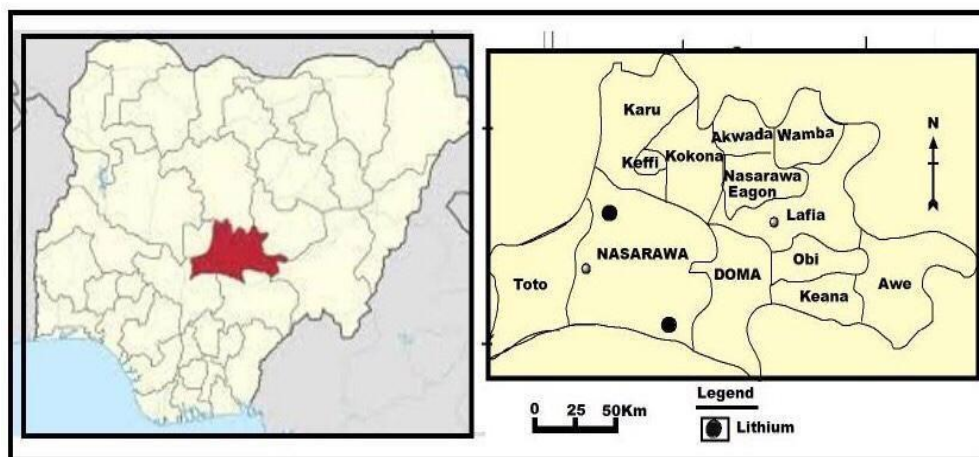 Karu
Akwada
Wamba
N
Keffi
Kokona
Nasarawa
Eagon
Lafia
NASARAWA
Obi
Toto
DOMA
Awe
Keana
Legend
0 25 50Km
Lithium